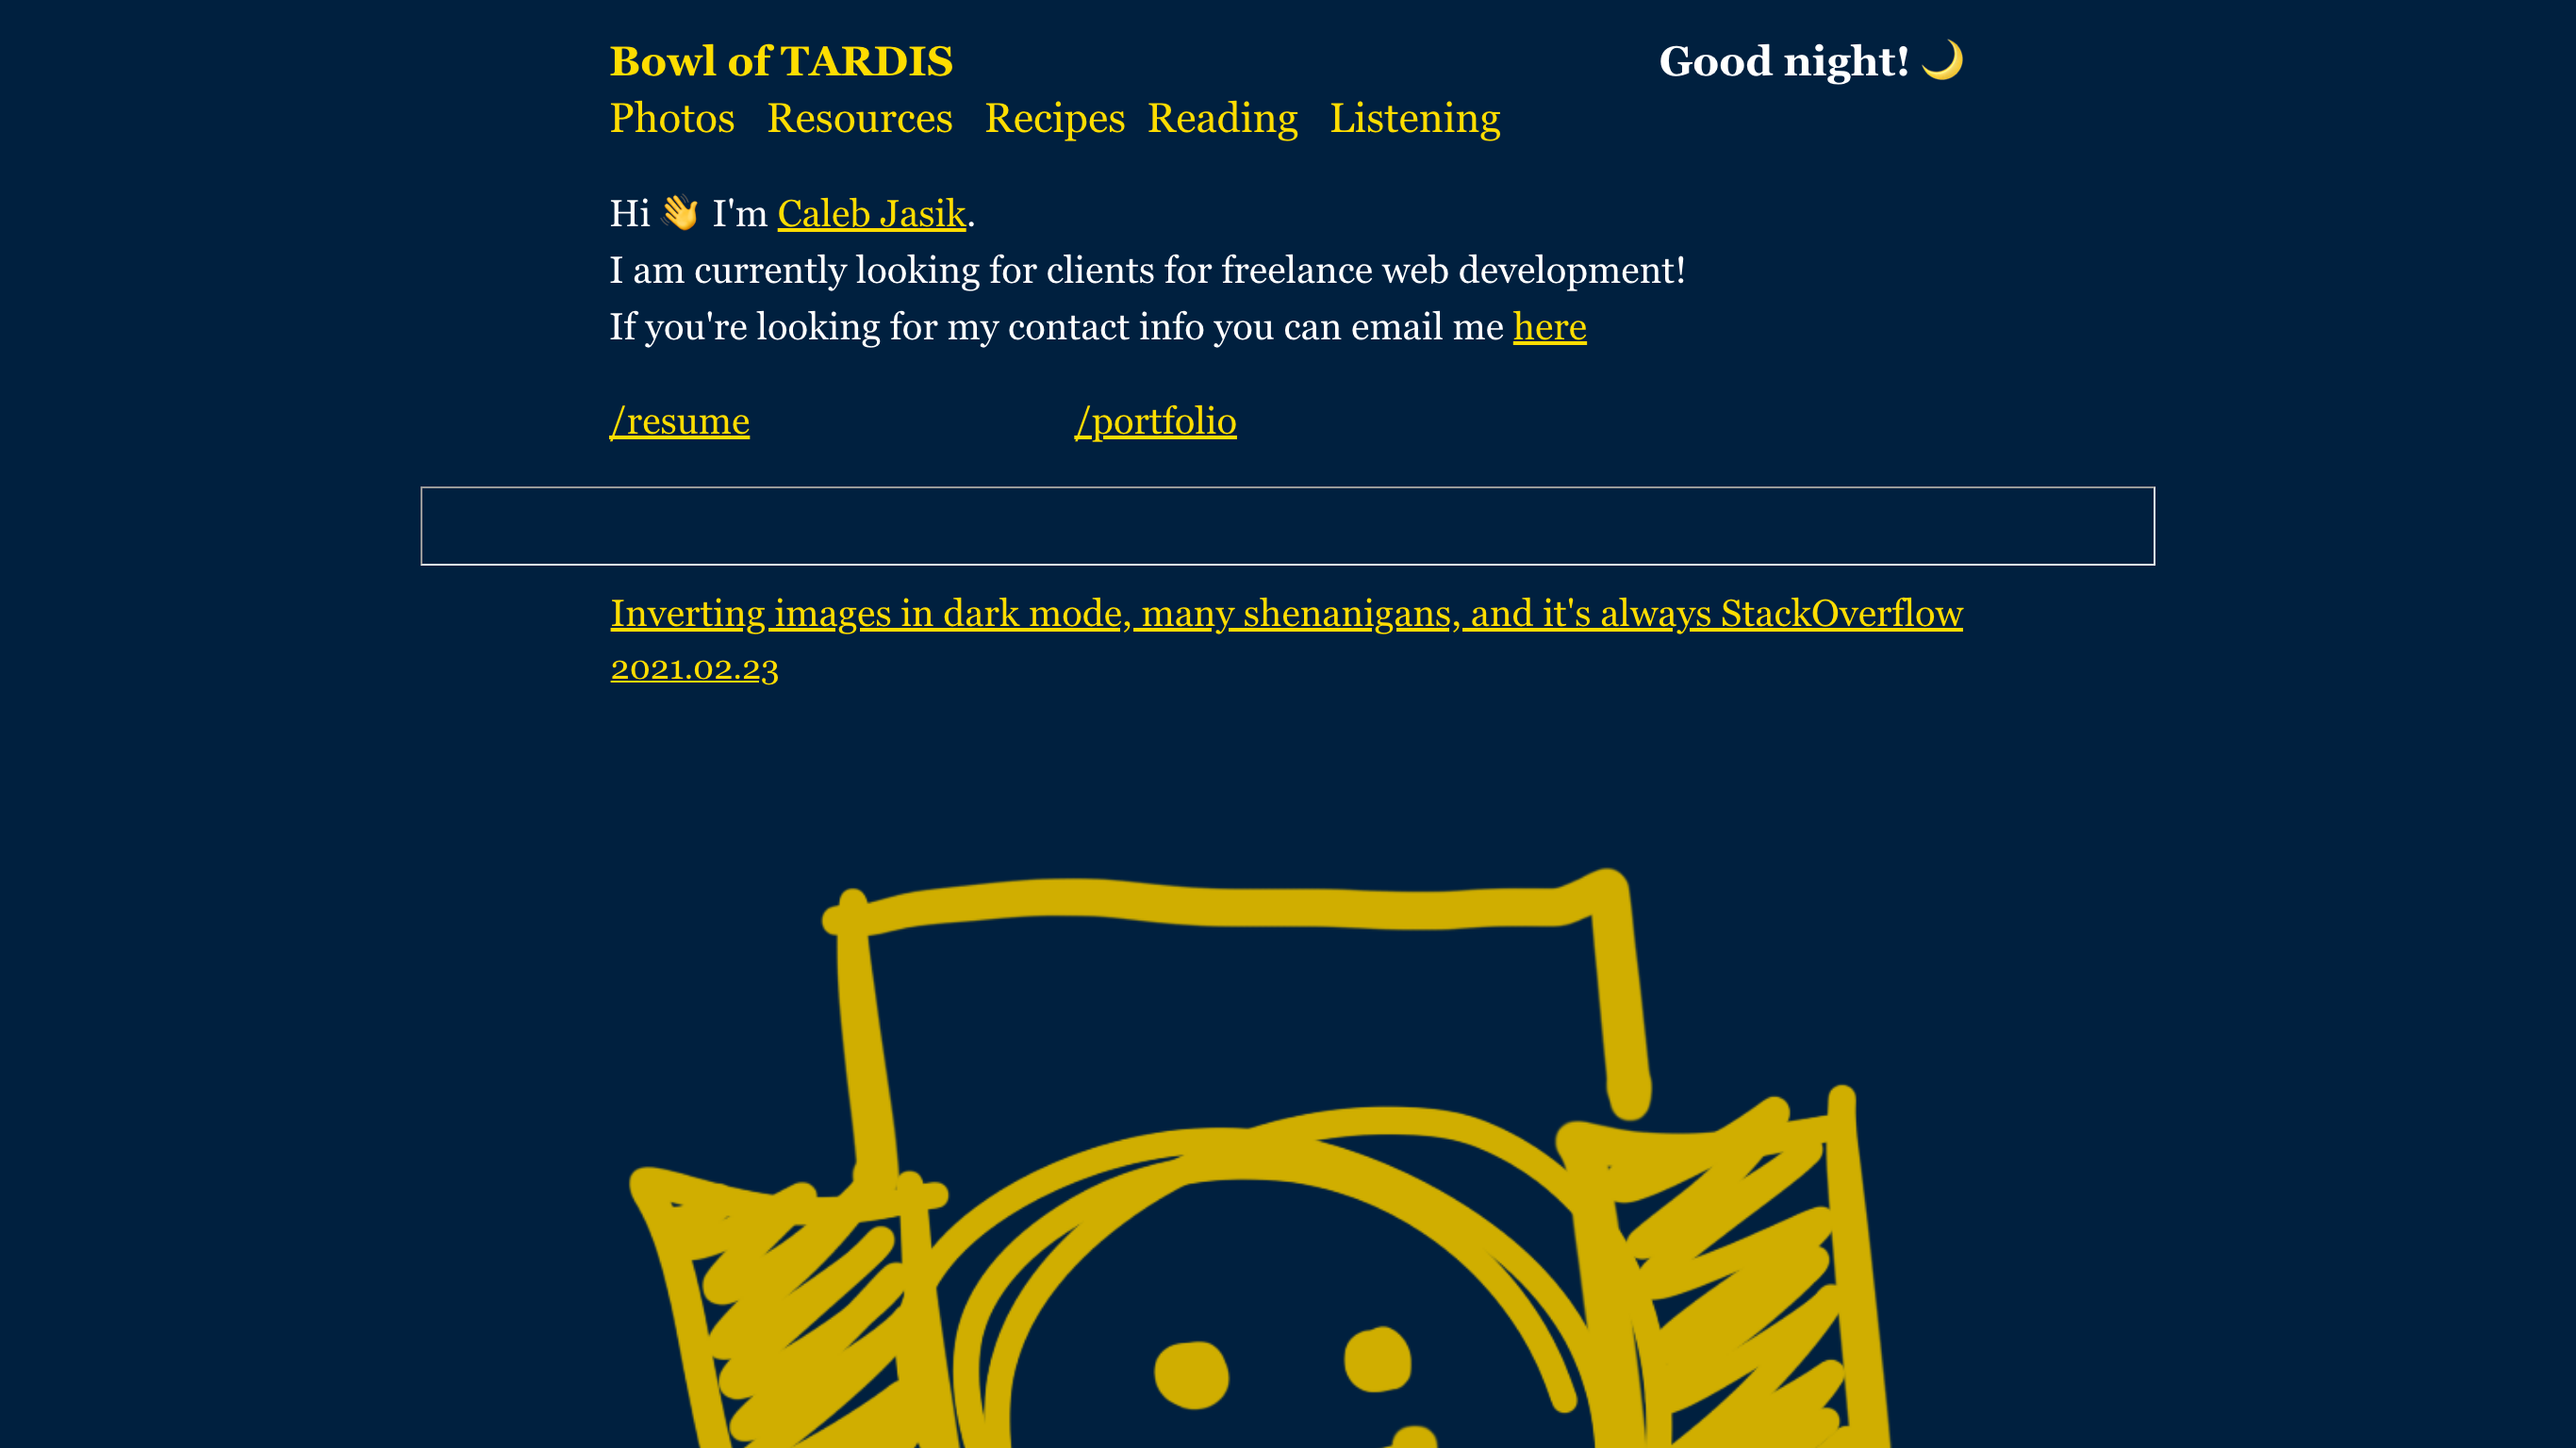 Bowl of TARDIS
Good night! 🌙
Photos Resources Recipes Reading Listening
Hi 👋 I'm Caleb Jasik.
I am currently looking for clients for freelance web development!
If you're looking for my contact info you can email me here
/resume /portfolio
Inverting images in dark mode, many shenanigans, and it's always StackOverflow
2021.02.23